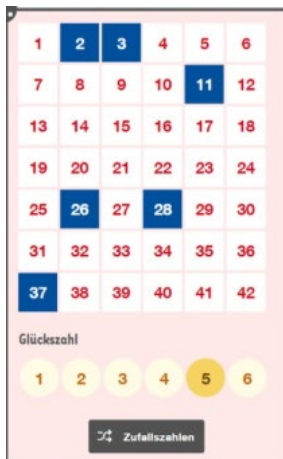 1 2 3 4 5 6
7 8 9 10 11 12
13 14 15 16 17 18
19 20 21 22 23 24
25 26 27 28 29 30
31 32 33 34 35 36
37 38 39 40 41 42
Glückszahl
1 2 3 4 5 6
Zufallszahlen